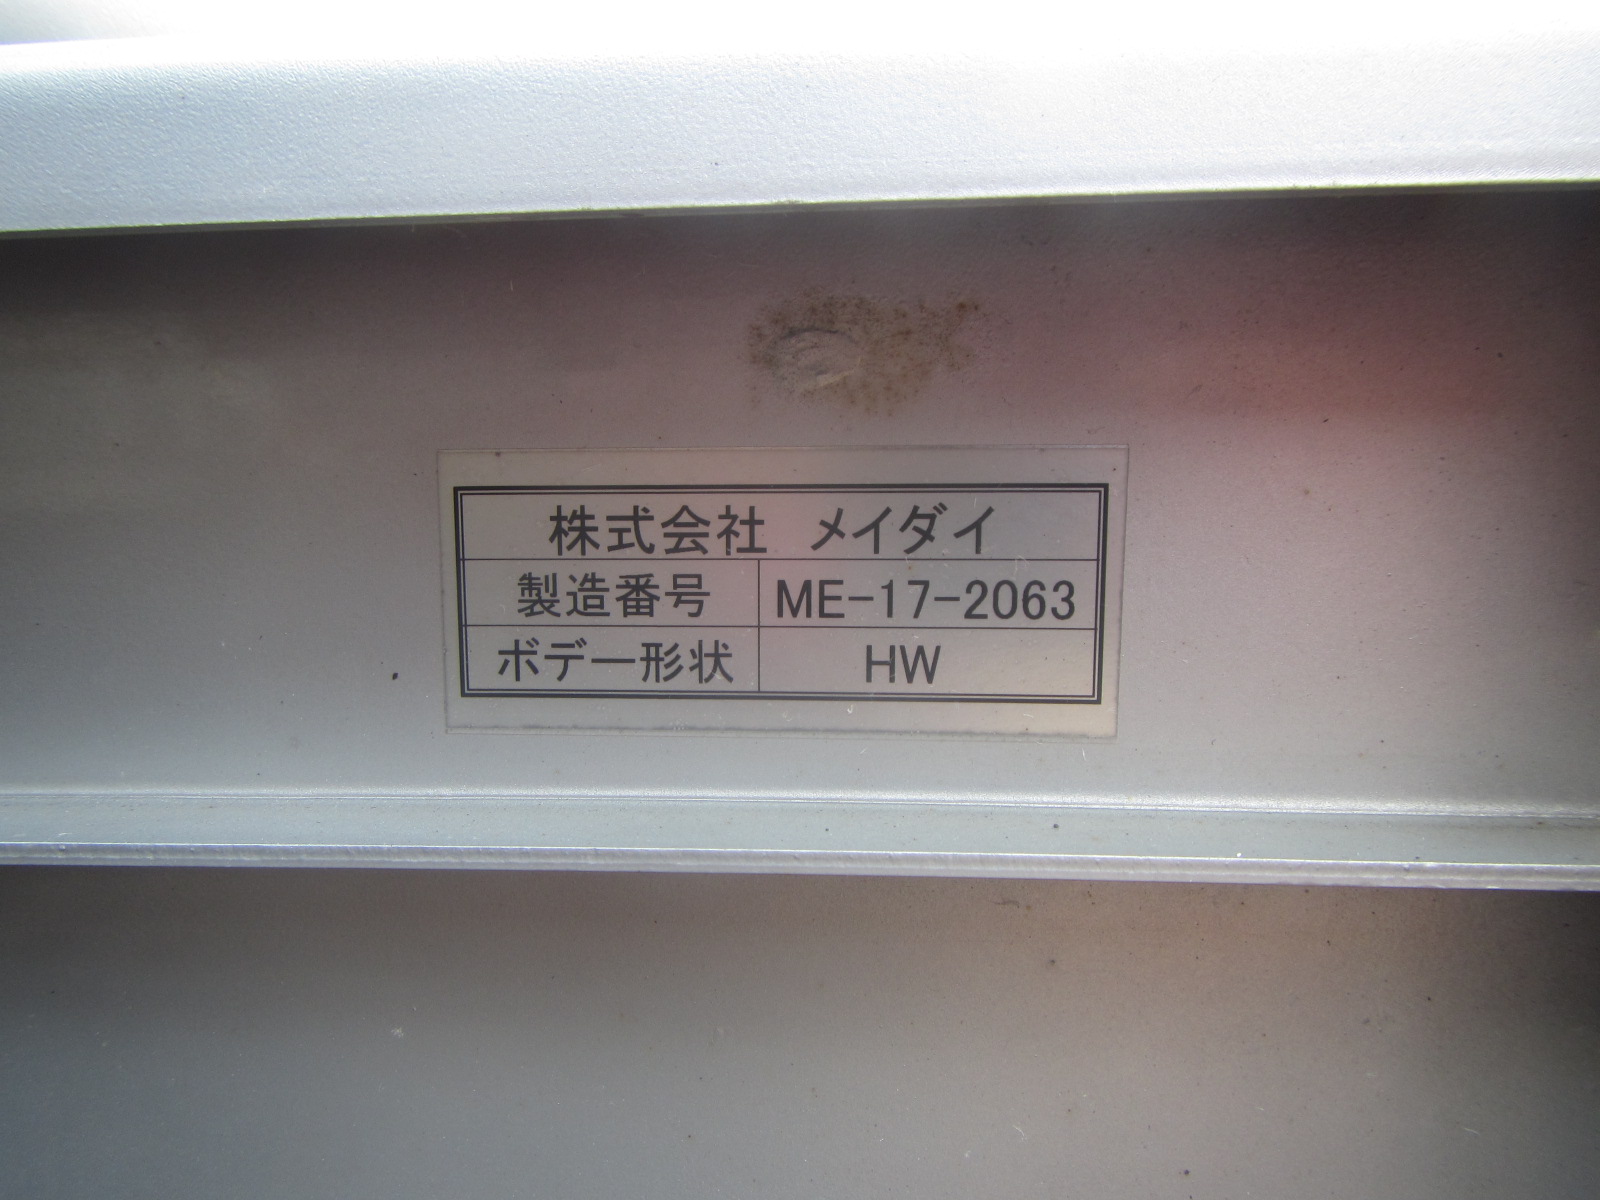 株式会社　メイダイ
製造番号 ME-17-2063
ボデー形状 HW